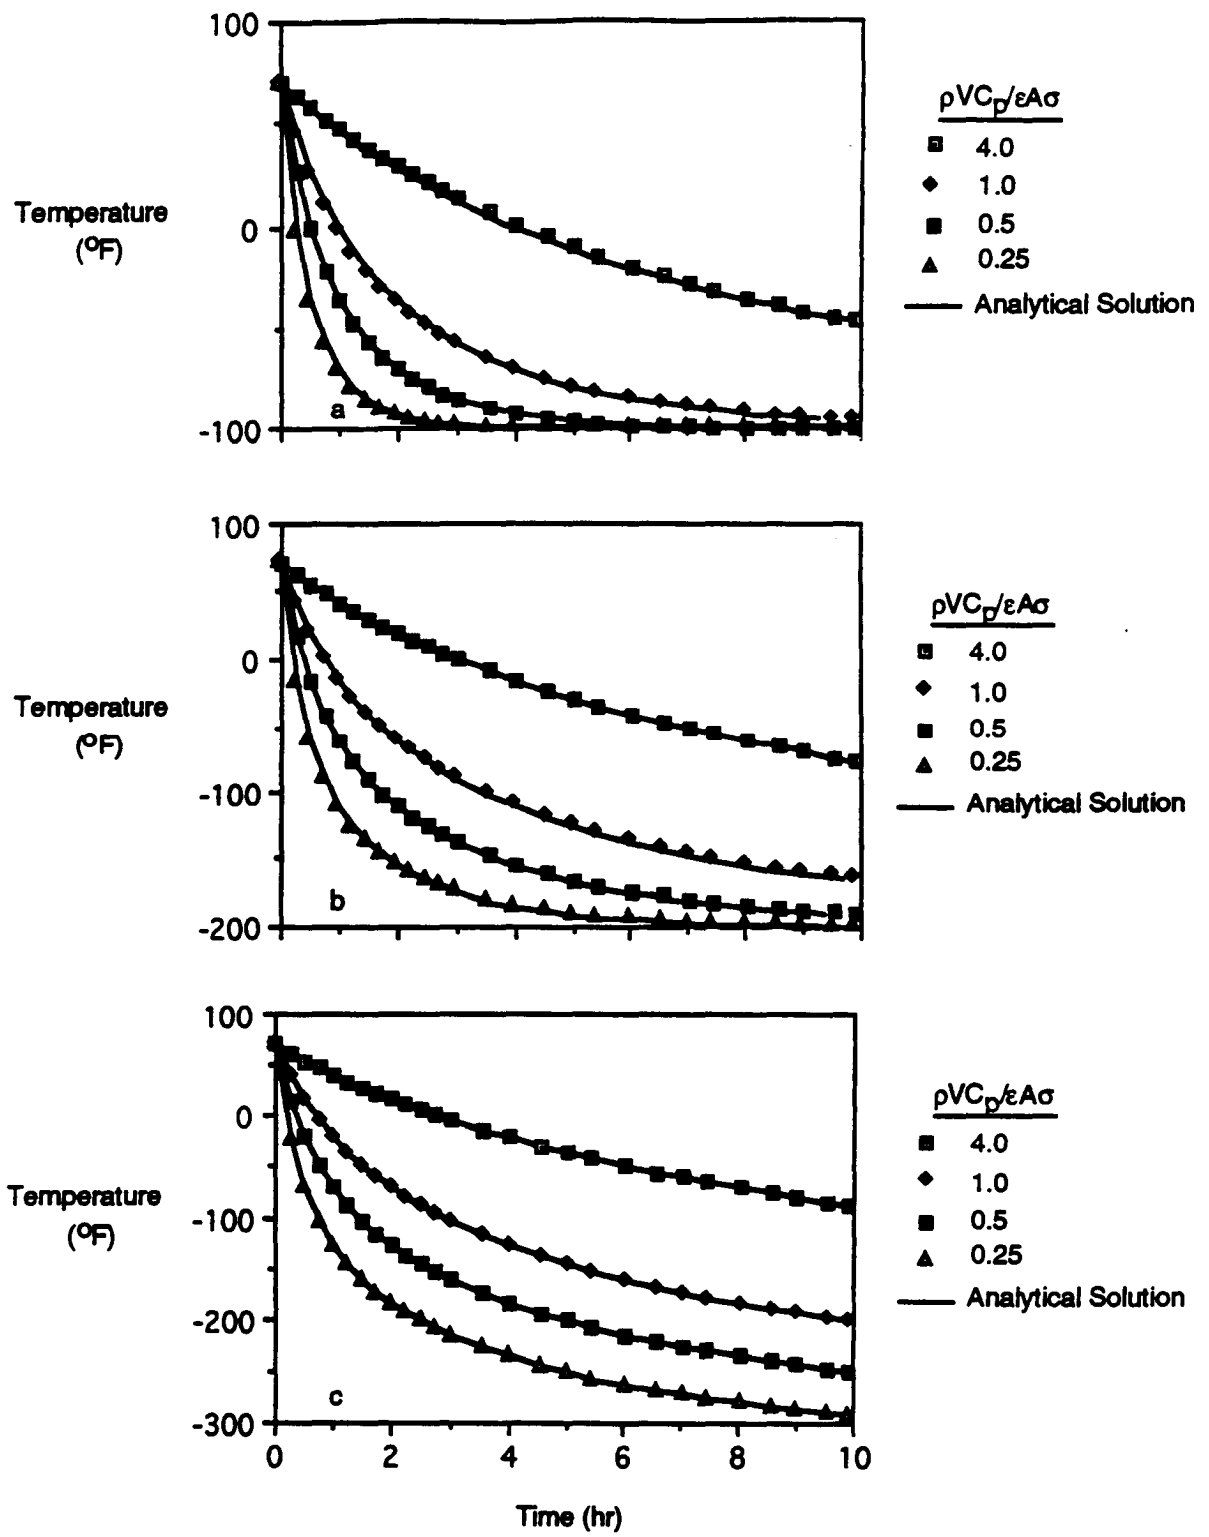 100
0
-100
Temperature
(°F)
a
ρVCp/εAσ
4.0
1.0
0.5
0.25
Analytical Solution
100
0
-100
-200
Temperature
(°F)
b
ρVCp/εAσ
4.0
1.0
0.5
0.25
Analytical Solution
100
0
-100
-200
-300
Temperature
(°F)
c
0 2 4 6 8 10
Time (hr)
ρVCp/εAσ
4.0
1.0
0.5
0.25
Analytical Solution